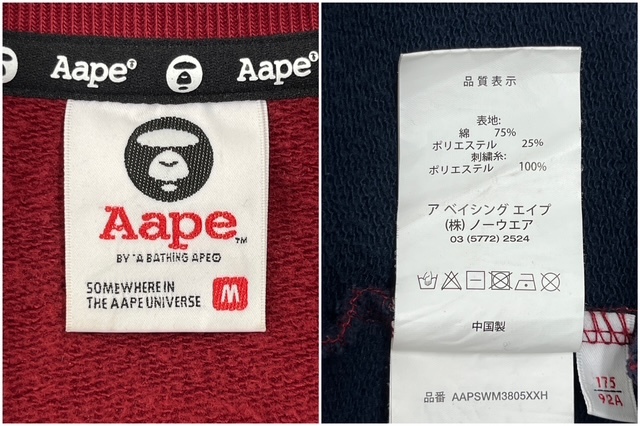 Aape
Aape
Aape™
BY *A BATHING APE®
SOMEWHERE IN
THE AAPE UNIVERSE
M
品質表示
表地:
綿 75%
ポリエステル 25%
刺繍糸:
ポリエステル 100%
ア ベイシング エイプ
(株) ノーウエア
03 (5772) 2524
中国製
品番 AAPSWM3805XXH
175
92A